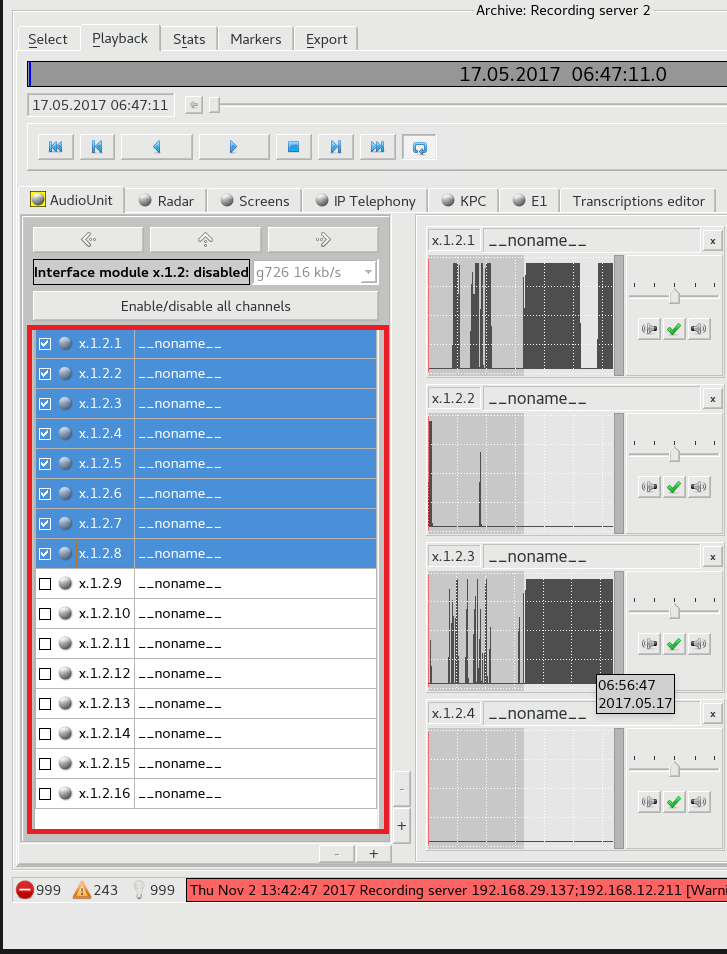 Archive: Recording server 2
Select Playback Stats Markers Export
17.05.2017 06:47:11.0
17.05.2017 06:47:11
AudioUnit Radar Screens IP Telephony KPC E1 Transcriptions editor
Interface module x.1.2: disabled g726 16 kb/s
Enable/disable all channels
x.1.2.1 __noname__
x.1.2.2 __noname__
x.1.2.3 __noname__
x.1.2.4 __noname__
x.1.2.5 __noname__
x.1.2.6 __noname__
x.1.2.7 __noname__
x.1.2.8 __noname__
x.1.2.9 __noname__
x.1.2.10 __noname__
x.1.2.11 __noname__
x.1.2.12 __noname__
x.1.2.13 __noname__
x.1.2.14 __noname__
x.1.2.15 __noname__
x.1.2.16 __noname__
- +
-
+
x.1.2.1 __noname__ x
x.1.2.2 __noname__ x
x.1.2.3 __noname__ x
06:56:47
2017.05.17
x.1.2.4 __noname__ x
999 243 999 Thu Nov 2 13:42:47 2017 Recording server 192.168.29.137;192.168.12.211 [Warni